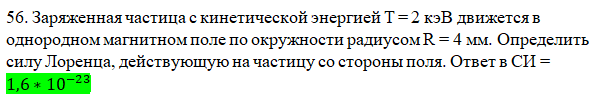 56. Заряженная частица с кинетической энергией T = 2 кэВ движется в
однородном магнитном поле по окружности радиусом R = 4 мм. Определить
силу Лоренца, действующую на частицу со стороны поля. Ответ в СИ =
1,6 * 10⁻²³